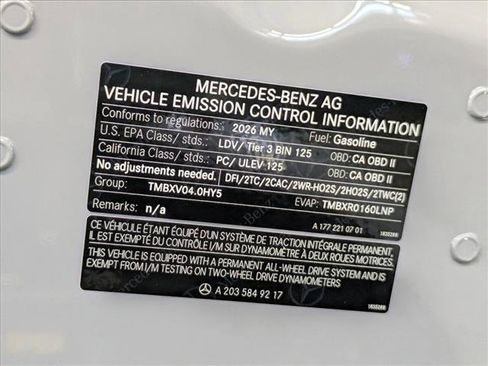 MERCEDES-BENZ AG
VEHICLE EMISSION CONTROL INFORMATION
Conforms to regulations: 2026 MY Fuel: Gasoline
U.S. EPA Class/ stds.: LDV/ Tier 3 BIN 125 OBD: CA OBD II
California Class/ stds.: PC/ ULEV 125 OBD: CA OBD II
No adjustments needed. DFI/2TC/2CAC/2WR-HO2S/2HO2S/2TWC(2)
Group: TMBXV04.0HY5 EVAP: TMBXR0160LNP
Remarks: n/a
A 177 221 07 01
CE VÉHICULE ÉTANT ÉQUIPÉ D'UN SYSTÈME DE TRACTION INTÉGRALE PERMANENT,
IL EST EXEMPTÉ DU CONTRÔLE I/M SUR DYNAMOMÈTRE À DEUX ROUES MOTRICES.
THIS VEHICLE IS EQUIPPED WITH A PERMANENT ALL-WHEEL DRIVE SYSTEM AND IS
EXEMPT FROM I/M TESTING ON TWO-WHEEL DRIVE DYNAMOMETERS
A 203 584 92 17